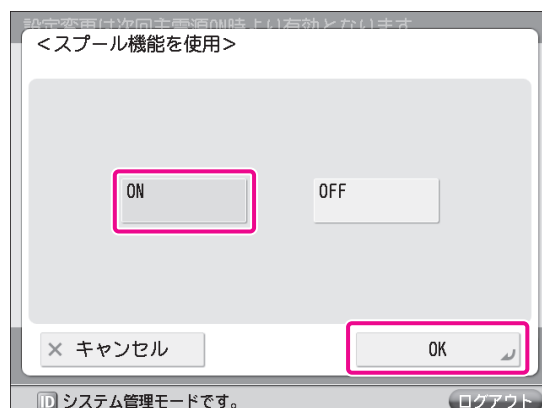 設定変更は次回主電源ON時より有効となります
<スプール機能を使用>
ON
OFF
× キャンセル
OK
ID システム管理モードです。
ログアウト